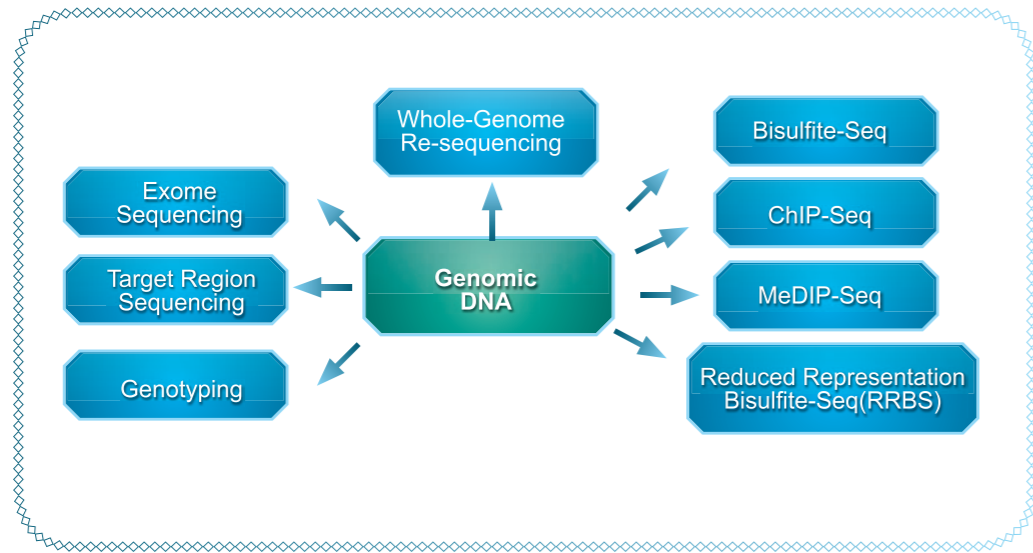 Whole-Genome
Re-sequencing
Exome
Sequencing
Target Region
Sequencing
Genotyping
Genomic
DNA
Bisulfite-Seq
ChIP-Seq
MeDIP-Seq
Reduced Representation
Bisulfite-Seq(RRBS)